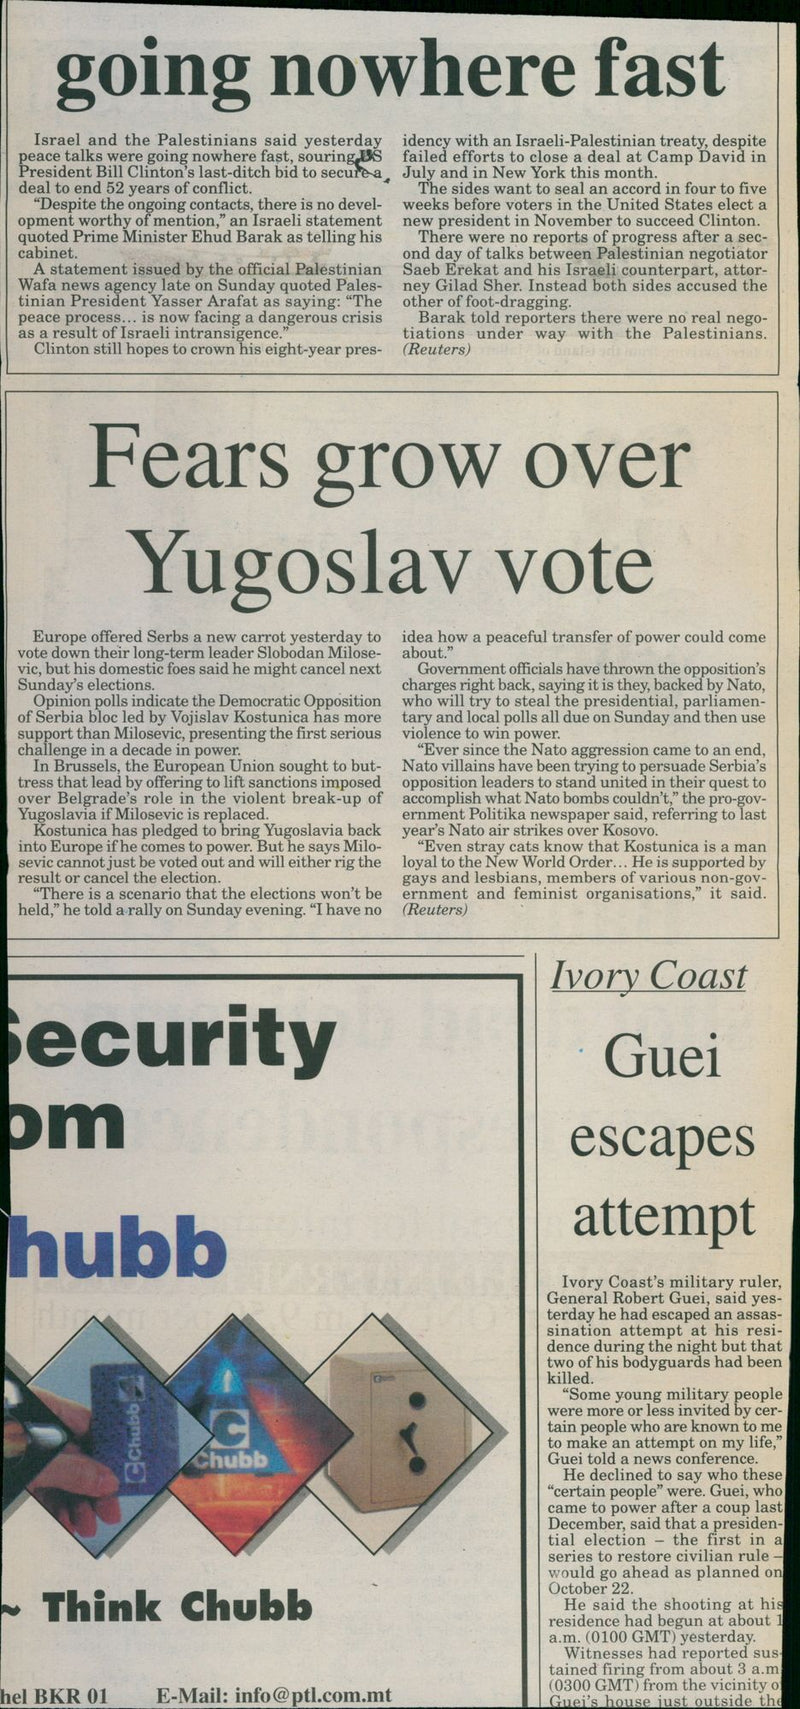 going nowhere fast
Israel and the Palestinians said yesterday
peace talks were going nowhere fast, souring US
President Bill Clinton's last-ditch bid to secure a
deal to end 52 years of conflict.
“Despite the ongoing contacts, there is no devel-
opment worthy of mention,” an Israeli statement
quoted Prime Minister Ehud Barak as telling his
cabinet.
A statement issued by the official Palestinian
Wafa news agency late on Sunday quoted Pales-
tinian President Yasser Arafat as saying: “The
peace process... is now facing a dangerous crisis
as a result of Israeli intransigence.”
Clinton still hopes to crown his eight-year pres-
idency with an Israeli-Palestinian treaty, despite
failed efforts to close a deal at Camp David in
July and in New York this month.
The sides want to seal an accord in four to five
weeks before voters in the United States elect a
new president in November to succeed Clinton.
There were no reports of progress after a sec-
ond day of talks between Palestinian negotiator
Saeb Erekat and his Israeli counterpart, attor-
ney Gilad Sher. Instead both sides accused the
other of foot-dragging.
Barak told reporters there were no real nego-
tiations under way with the Palestinians.
(Reuters)
Fears grow over
Yugoslav vote
Europe offered Serbs a new carrot yesterday to
vote down their long-term leader Slobodan Milose-
vic, but his domestic foes said he might cancel next
Sunday's elections.
Opinion polls indicate the Democratic Opposition
of Serbia bloc led by Vojislav Kostunica has more
support than Milosevic, presenting the first serious
challenge in a decade in power.
In Brussels, the European Union sought to but-
tress that lead by offering to lift sanctions imposed
over Belgrade's role in the violent break-up of
Yugoslavia if Milosevic is replaced.
Kostunica has pledged to bring Yugoslavia back
into Europe if he comes to power. But he says Milo-
sevic cannot just be voted out and will either rig the
result or cancel the election.
“There is a scenario that the elections won't be
held,” he told a rally on Sunday evening. “I have no
idea how a peaceful transfer of power could come
about.”
Government officials have thrown the opposition's
charges right back, saying it is they, backed by Nato,
who will try to steal the presidential, parliamen-
tary and local polls all due on Sunday and then use
violence to win power.
“Ever since the Nato aggression came to an end,
Nato villains have been trying to persuade Serbia's
opposition leaders to stand united in their quest to
accomplish what Nato bombs couldn't,” the pro-gov-
ernment Politika newspaper said, referring to last
year's Nato air strikes over Kosovo.
“Even stray cats know that Kostunica is a man
loyal to the New World Order... He is supported by
gays and lesbians, members of various non-gov-
ernment and feminist organisations,” it said.
(Reuters)
Security
om
hubb
Chubb
Chubb
~ Think Chubb
hel BKR 01 E-Mail: info@ptl.com.mt
Ivory Coast
Guei
escapes
attempt
Ivory Coast's military ruler,
General Robert Guei, said yes-
terday he had escaped an assas-
sination attempt at his resi-
dence during the night but that
two of his bodyguards had been
killed.
“Some young military people
were more or less invited by cer-
tain people who are known to me
to make an attempt on my life,”
Guei told a news conference.
He declined to say who these
“certain people” were. Guei, who
came to power after a coup last
December, said that a presiden-
tial election – the first in a
series to restore civilian rule –
would go ahead as planned on
October 22.
He said the shooting at his
residence had begun at about 1
a.m. (0100 GMT) yesterday.
Witnesses had reported sus-
tained firing from about 3 a.m
(0300 GMT) from the vicinity o
Guei's house just outside the